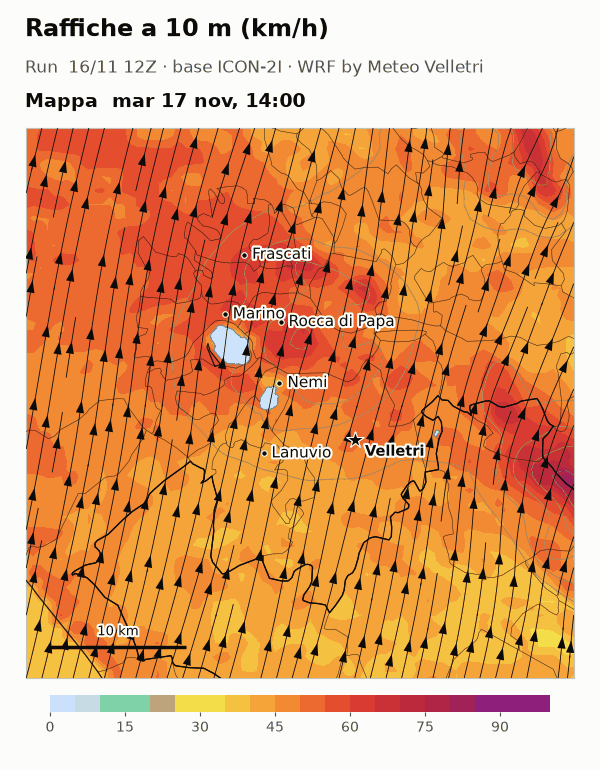 Raffiche a 10 m (km/h)
Run  16/11 12Z · base ICON-2I · WRF by Meteo Velletri
Mappa  mar 17 nov, 14:00
Frascati
Marino
Rocca di Papa
Nemi
Velletri
Lanuvio
10 km
0 15 30 45 60 75 90